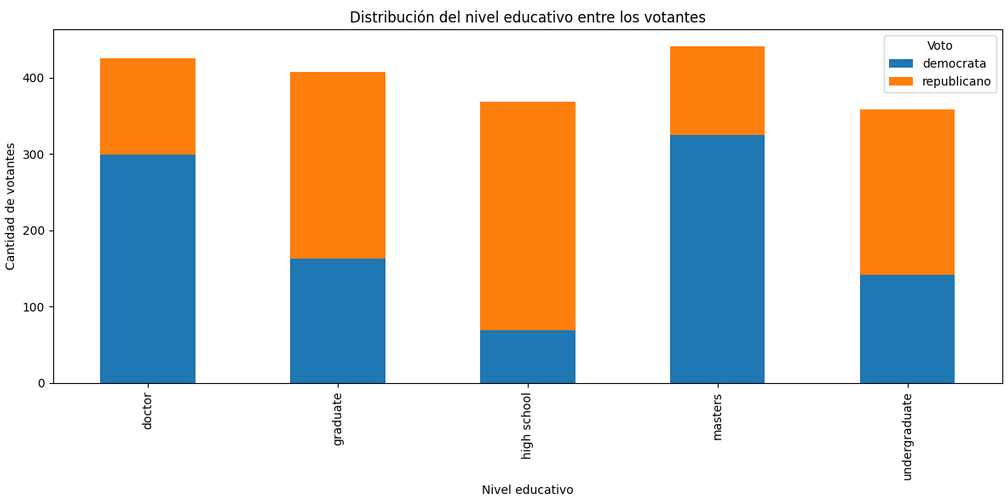 Distribución del nivel educativo entre los votantes
Voto
democrata
republicano
Cantidad de votantes
400
300
200
100
0
doctor
graduate
high school
masters
undergraduate
Nivel educativo